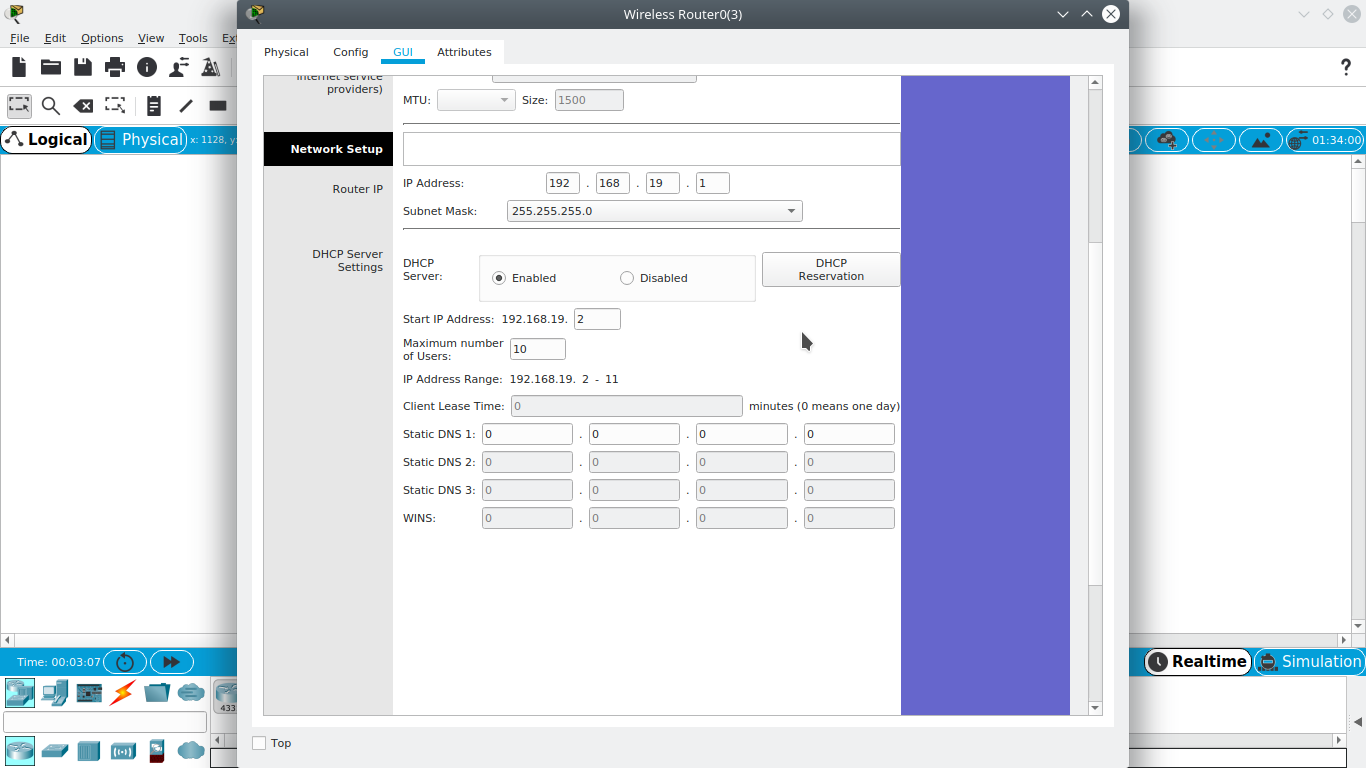 Wireless Router0(3)
File Edit Options View Tools
Physical Config GUI Attributes
Logical Physical x: 1128, y:
01:34:00
internet service
providers)
MTU: Size: 1500
Network Setup
Router IP
IP Address: 192 . 168 . 19 . 1
Subnet Mask: 255.255.255.0
DHCP Server
Settings
DHCP
Server:
Enabled Disabled
DHCP
Reservation
Start IP Address: 192.168.19. 2
Maximum number
of Users:
10
IP Address Range: 192.168.19. 2 - 11
Client Lease Time: 0 minutes (0 means one day)
Static DNS 1: 0 . 0 . 0 . 0
Static DNS 2: 0 . 0 . 0 . 0
Static DNS 3: 0 . 0 . 0 . 0
WINS: 0 . 0 . 0 . 0
Time: 00:03:07
Realtime Simulation
433
Top